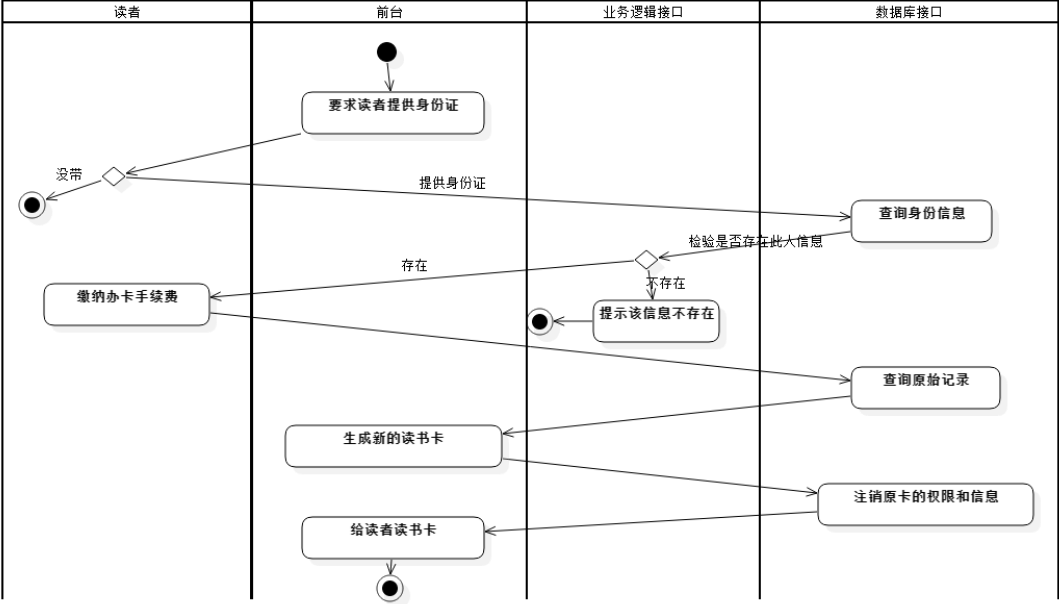 读者
前台
业务逻辑接口
数据库接口
要求读者提供身份证
没带
提供身份证
查询身份信息
检验是否存在此人信息
存在
不存在
缴纳办卡手续费
提示该信息不存在
查询原始记录
生成新的读书卡
注销原卡的权限和信息
给读者读书卡